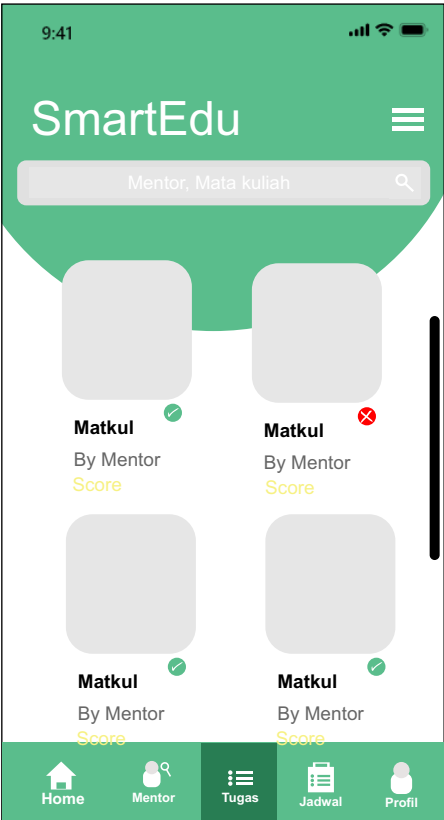 9:41
SmartEdu
Mentor, Mata kuliah
Matkul
By Mentor
Score
Matkul
By Mentor
Score
Matkul
By Mentor
Score
Matkul
By Mentor
Score
Home
Mentor
Tugas
Jadwal
Profil